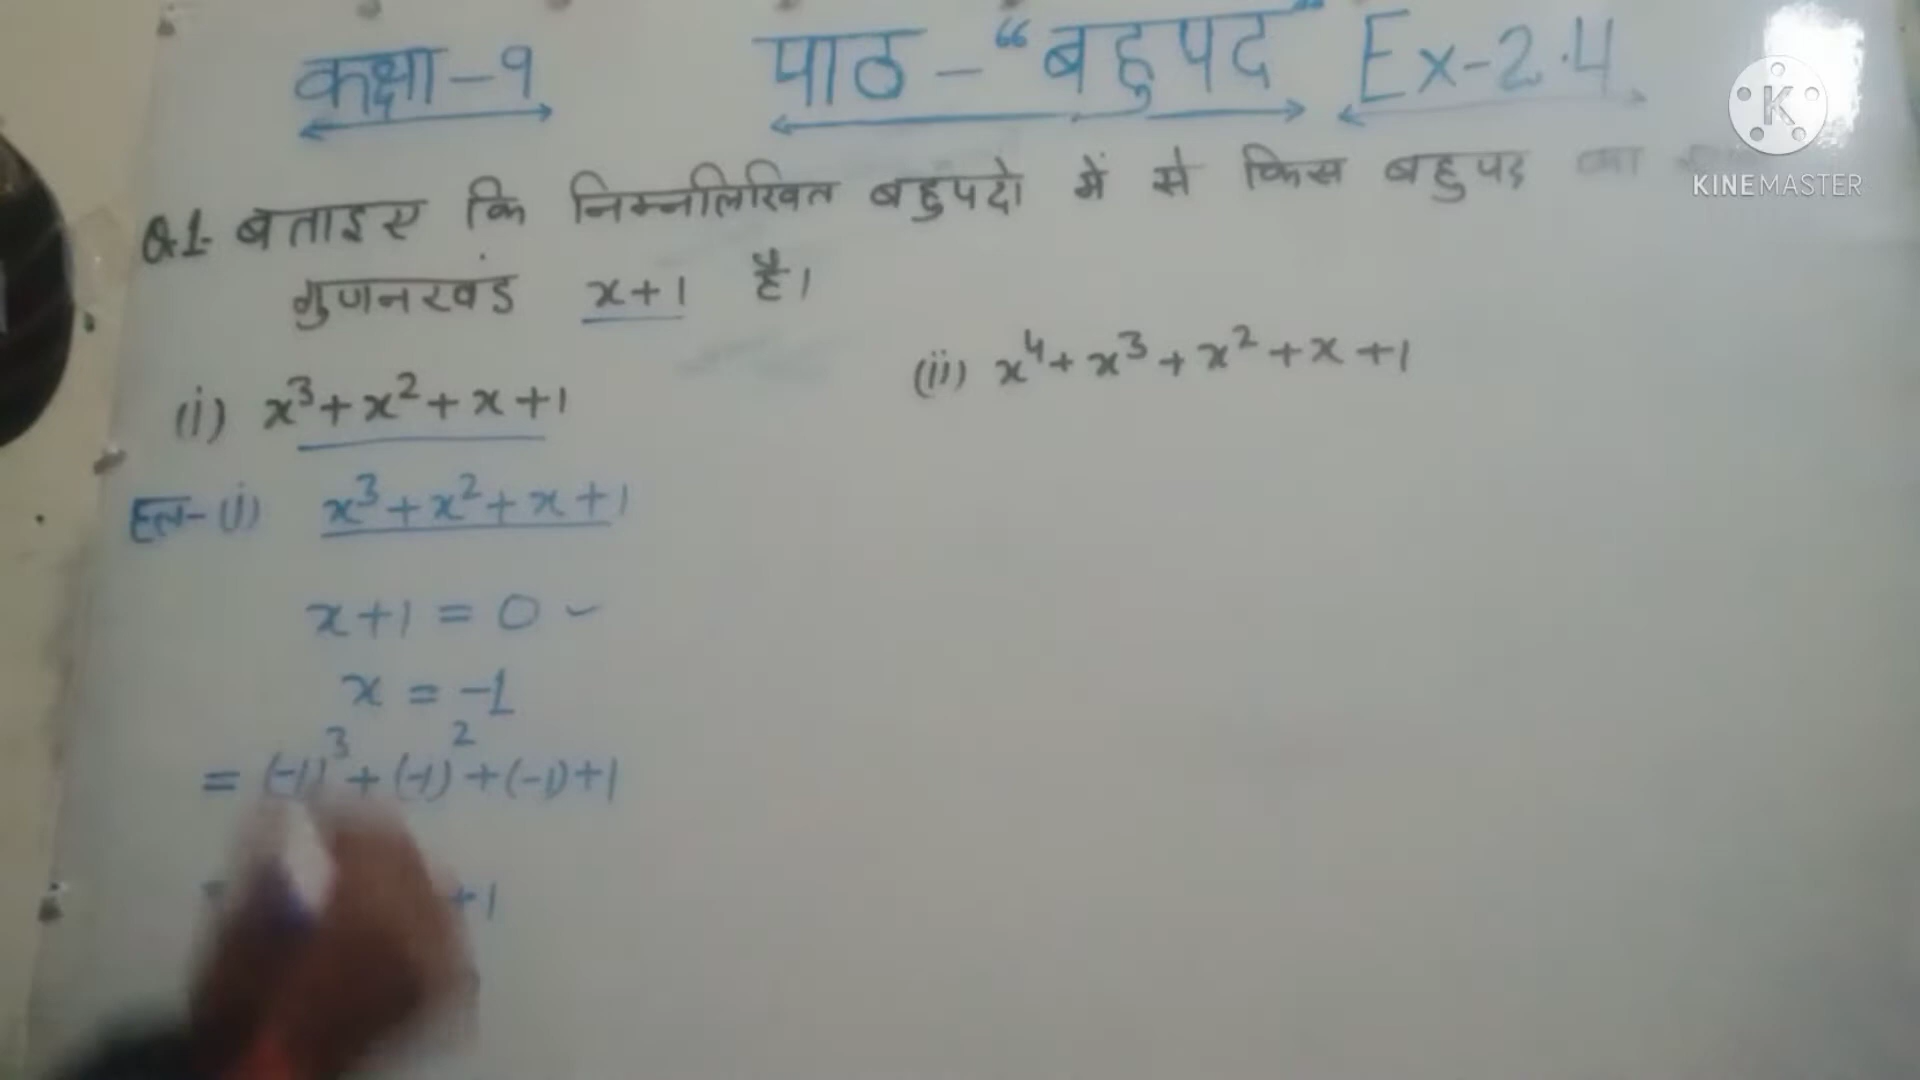 कक्षा-9 पाठ-"बहुपद" Ex-2.4
Q.1. बताइए कि निम्नलिखित बहुपदो में से किस बहुपद का
गुणनखंड x+1 है।
(i) x³+x²+x+1 (ii) x⁴+x³+x²+x+1
हल-(i) x³+x²+x+1
x+1=0
x=-1
=(-1)³+(-1)²+(-1)+1
= +1
K
KINEMASTER